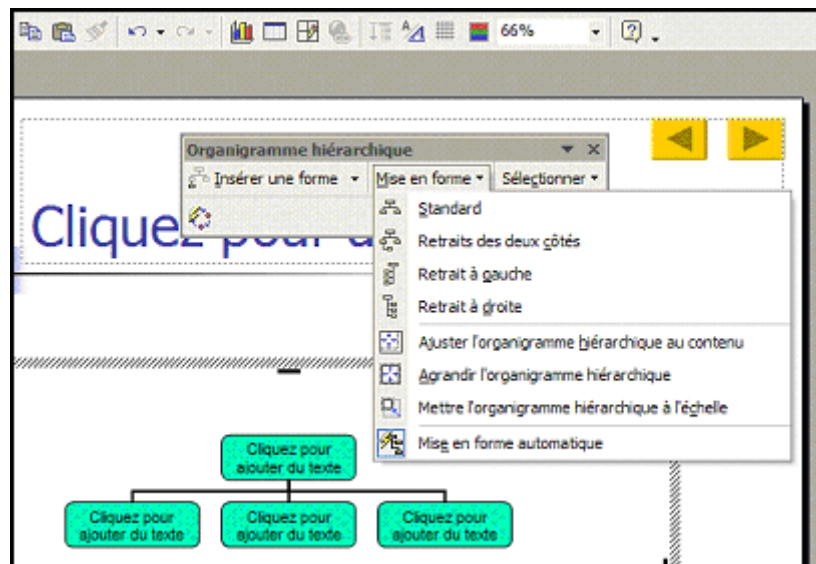 66%
Organigramme hiérarchique
Insérer une forme Mise en forme Sélectionner
Cliquez pour a
Standard
Retraits des deux côtés
Retrait à gauche
Retrait à droite
Ajuster l'organigramme hiérarchique au contenu
Agrandir l'organigramme hiérarchique
Mettre l'organigramme hiérarchique à l'échelle
Mise en forme automatique
Cliquez pour
ajouter du texte
Cliquez pour
ajouter du texte
Cliquez pour
ajouter du texte
Cliquez pour
ajouter du texte